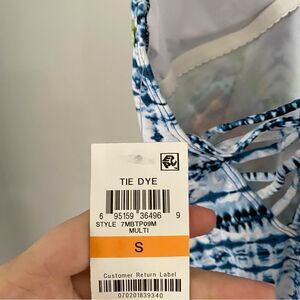 TIE DYE
6 95159 36496 9
STYLE 7MBTP09M
MULTI
S
Customer Return Label
070201839340